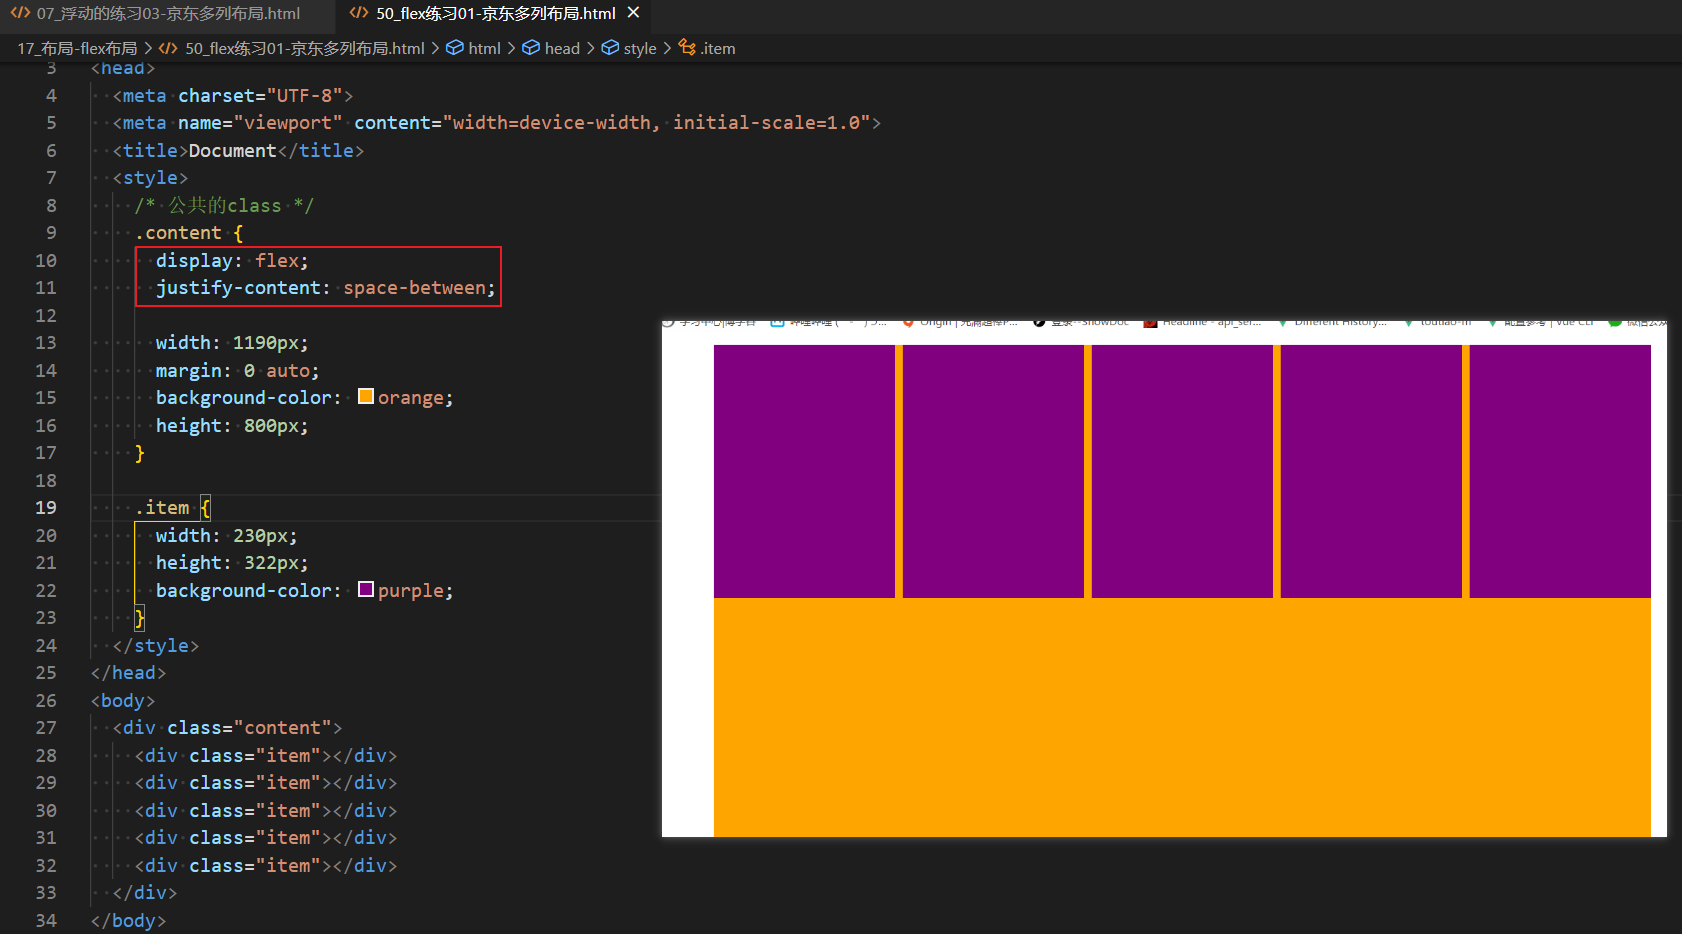 07_浮动的练习03-京东多列布局.html 50_flex练习01-京东多列布局.html
17_布局-flex布局 50_flex练习01-京东多列布局.html html head style .item
3 <head>
4 <meta charset="UTF-8">
5 <meta name="viewport" content="width=device-width, initial-scale=1.0">
6 <title>Document</title>
7 <style>
8 /* 公共的class */
9 .content {
10 display: flex;
11 justify-content: space-between;
12
13 width: 1190px;
14 margin: 0 auto;
15 background-color: orange;
16 height: 800px;
17 }
18
19 .item {
20 width: 230px;
21 height: 322px;
22 background-color: purple;
23 }
24 </style>
25 </head>
26 <body>
27 <div class="content">
28 <div class="item"></div>
29 <div class="item"></div>
30 <div class="item"></div>
31 <div class="item"></div>
32 <div class="item"></div>
33 </div>
34 </body>